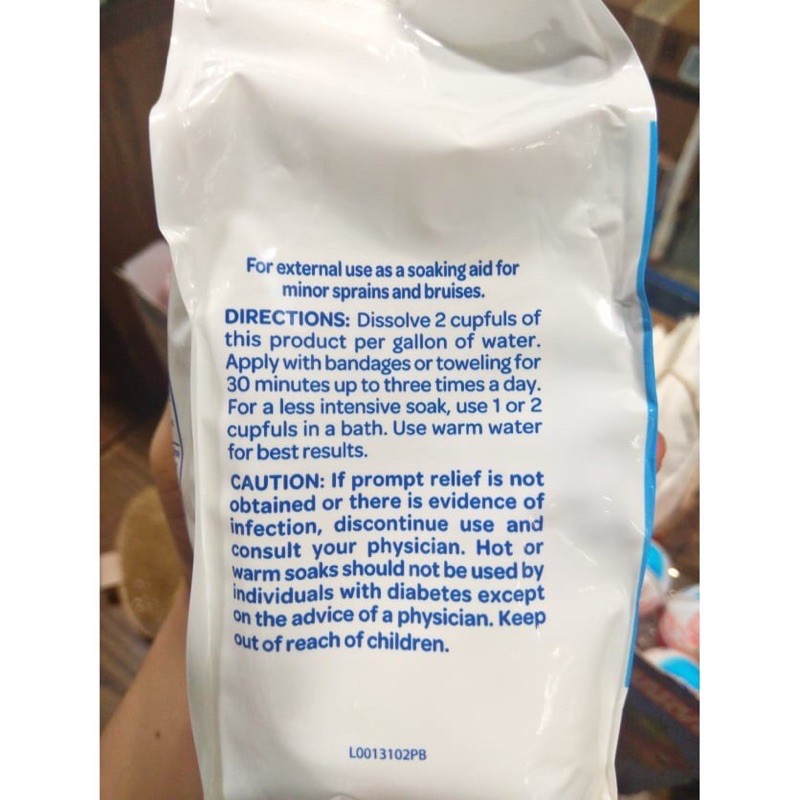 For external use as a soaking aid for
minor sprains and bruises.
DIRECTIONS: Dissolve 2 cupfuls of
this product per gallon of water.
Apply with bandages or toweling for
30 minutes up to three times a day.
For a less intensive soak, use 1 or 2
cupfuls in a bath. Use warm water
for best results.
CAUTION: If prompt relief is not
obtained or there is evidence of
infection, discontinue use and
consult your physician. Hot or
warm soaks should not be used by
individuals with diabetes except
on the advice of a physician. Keep
out of reach of children.
L0013102PB